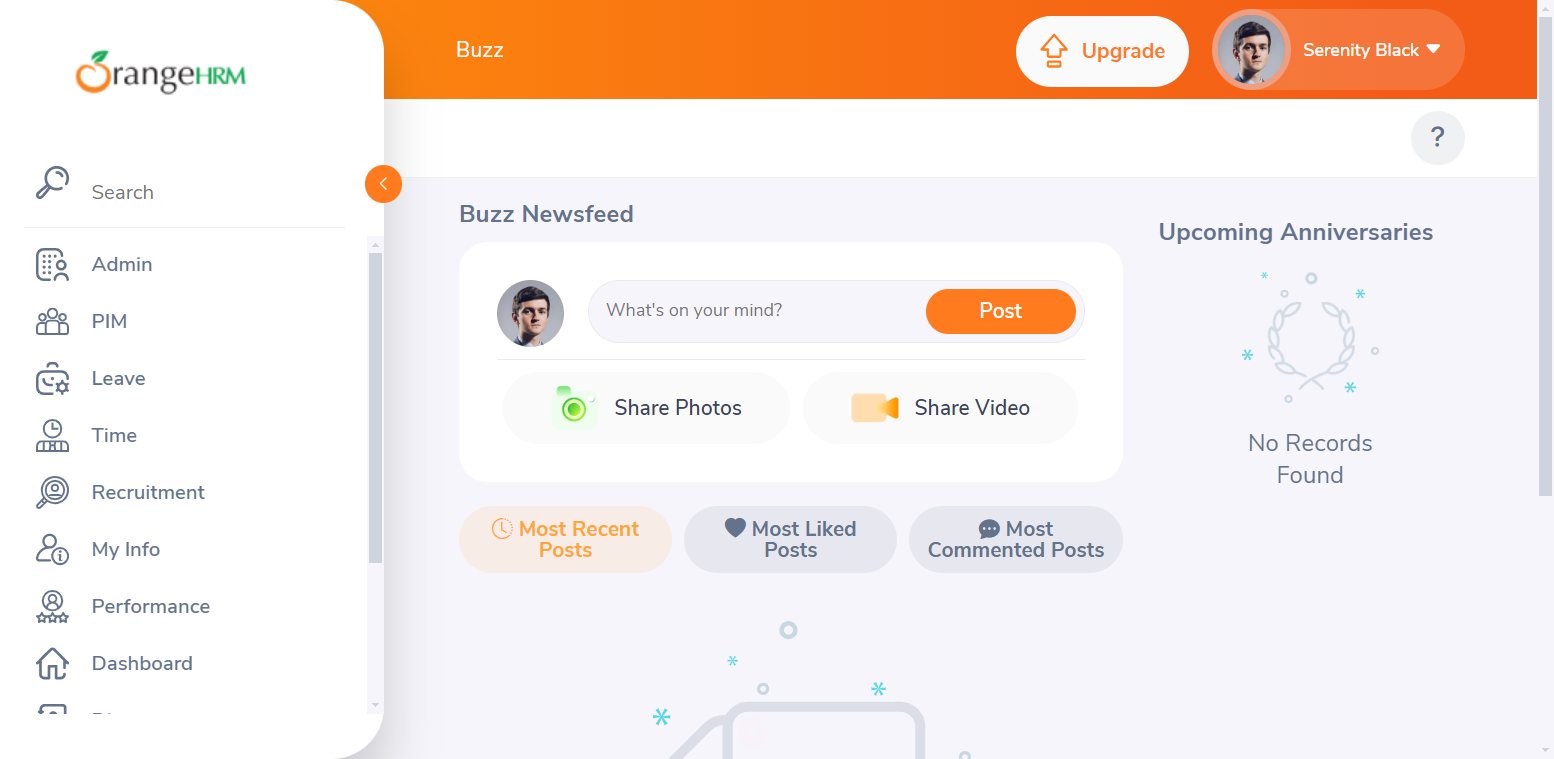 OrangeHRM
Buzz
Upgrade
Serenity Black
?
Search
Admin
PIM
Leave
Time
Recruitment
My Info
Performance
Dashboard
Buzz Newsfeed
What's on your mind?
Post
Share Photos
Share Video
Most Recent
Posts
Most Liked
Posts
Most
Commented Posts
Upcoming Anniversaries
No Records
Found